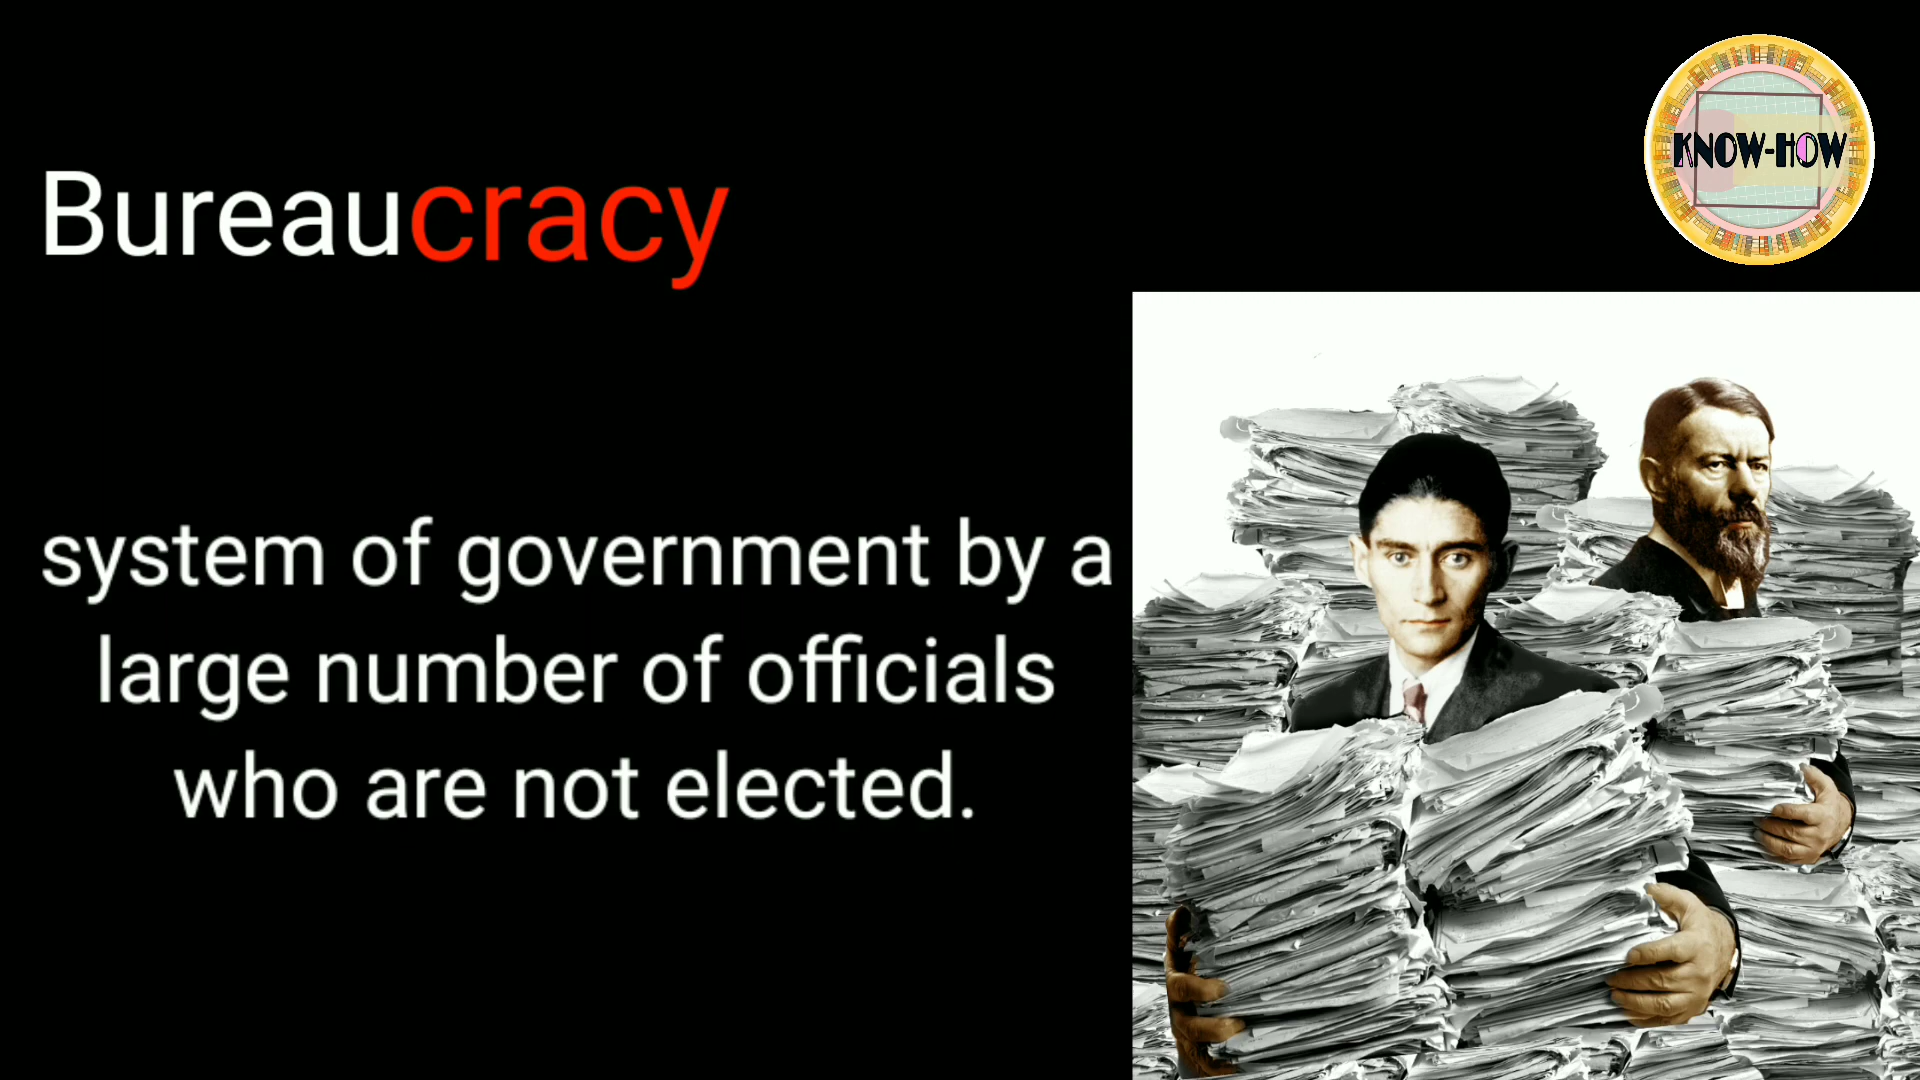 KNOW-HOW
Bureaucracy
system of government by a
large number of officials
who are not elected.